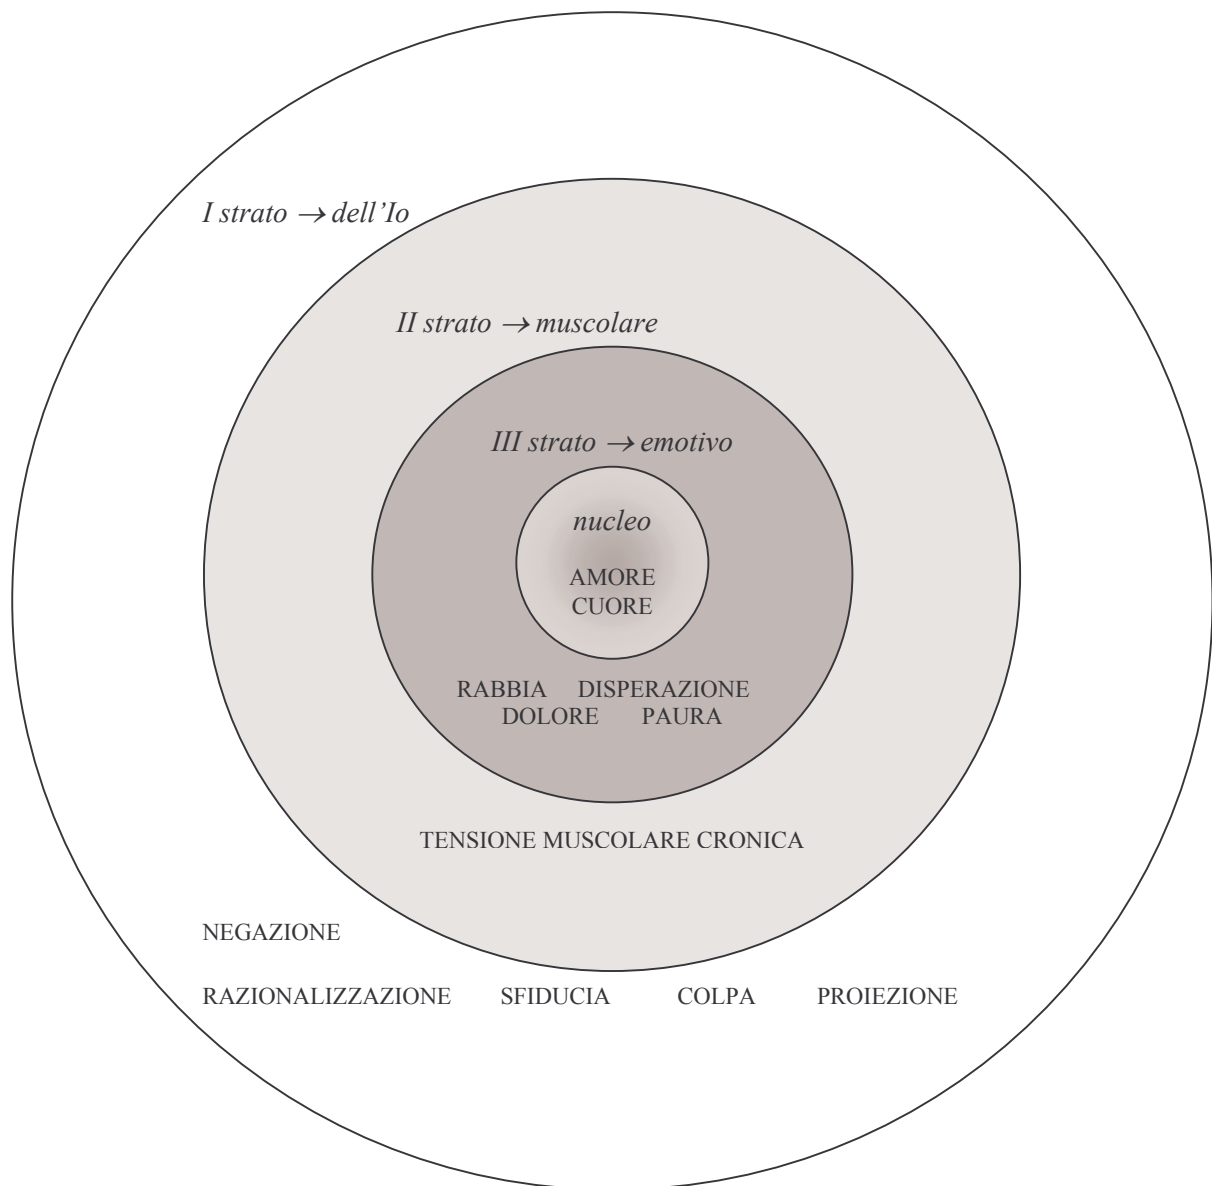 I strato → dell’Io
II strato → muscolare
III strato → emotivo
nucleo
AMORE
CUORE
RABBIA DISPERAZIONE
DOLORE PAURA
TENSIONE MUSCOLARE CRONICA
NEGAZIONE
RAZIONALIZZAZIONE SFIDUCIA COLPA PROIEZIONE